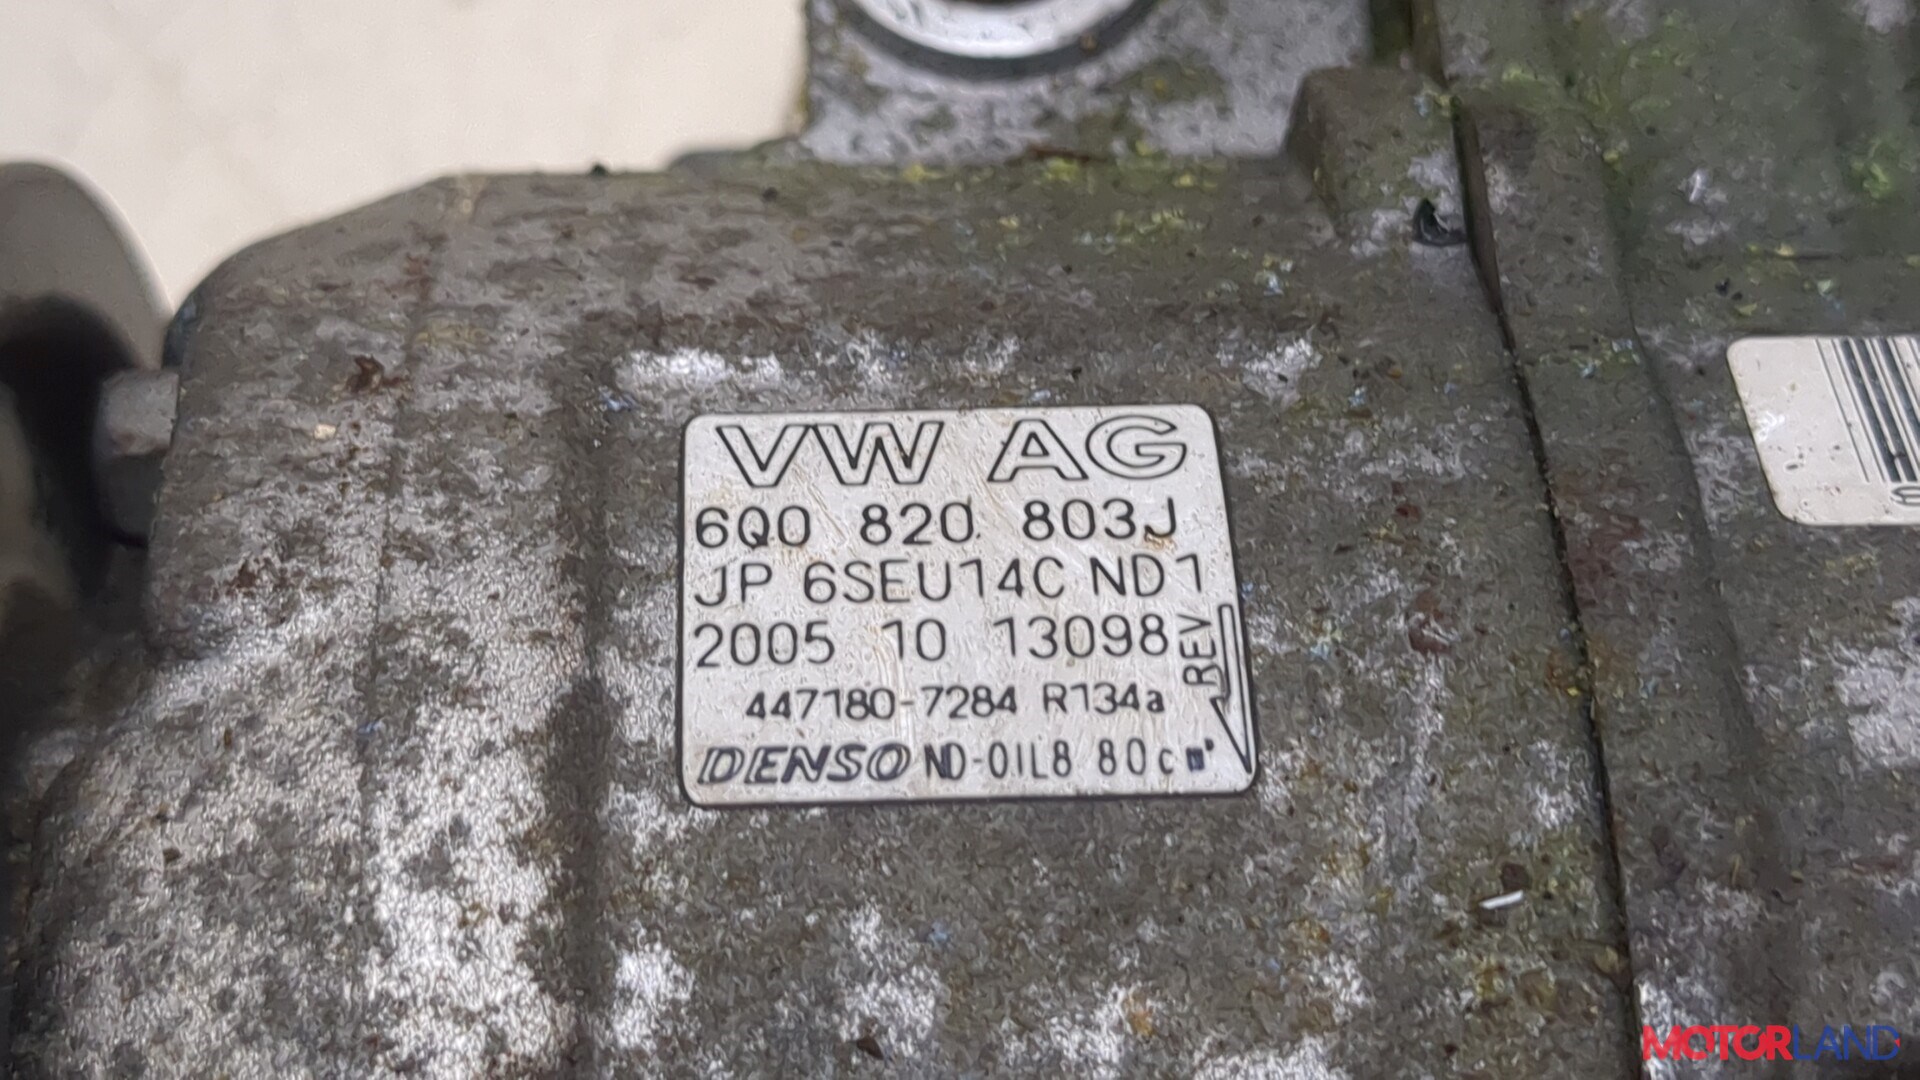 VW AG
6Q0 820 803J
JP 6SEU14C ND1
2005 10 13098
REV
447180-7284 R134a
DENSO ND-OIL8 80c
MOTORLAND